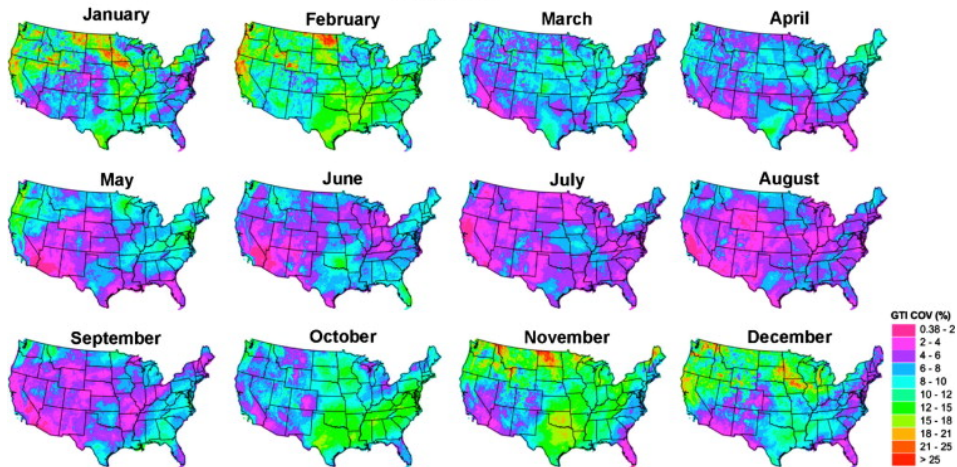 January
February
March
April
May
June
July
August
September
October
November
December
GTI COV (%)
0.38 - 2
2 - 4
4 - 6
6 - 8
8 - 10
10 - 12
12 - 15
15 - 18
18 - 21
21 - 25
> 25